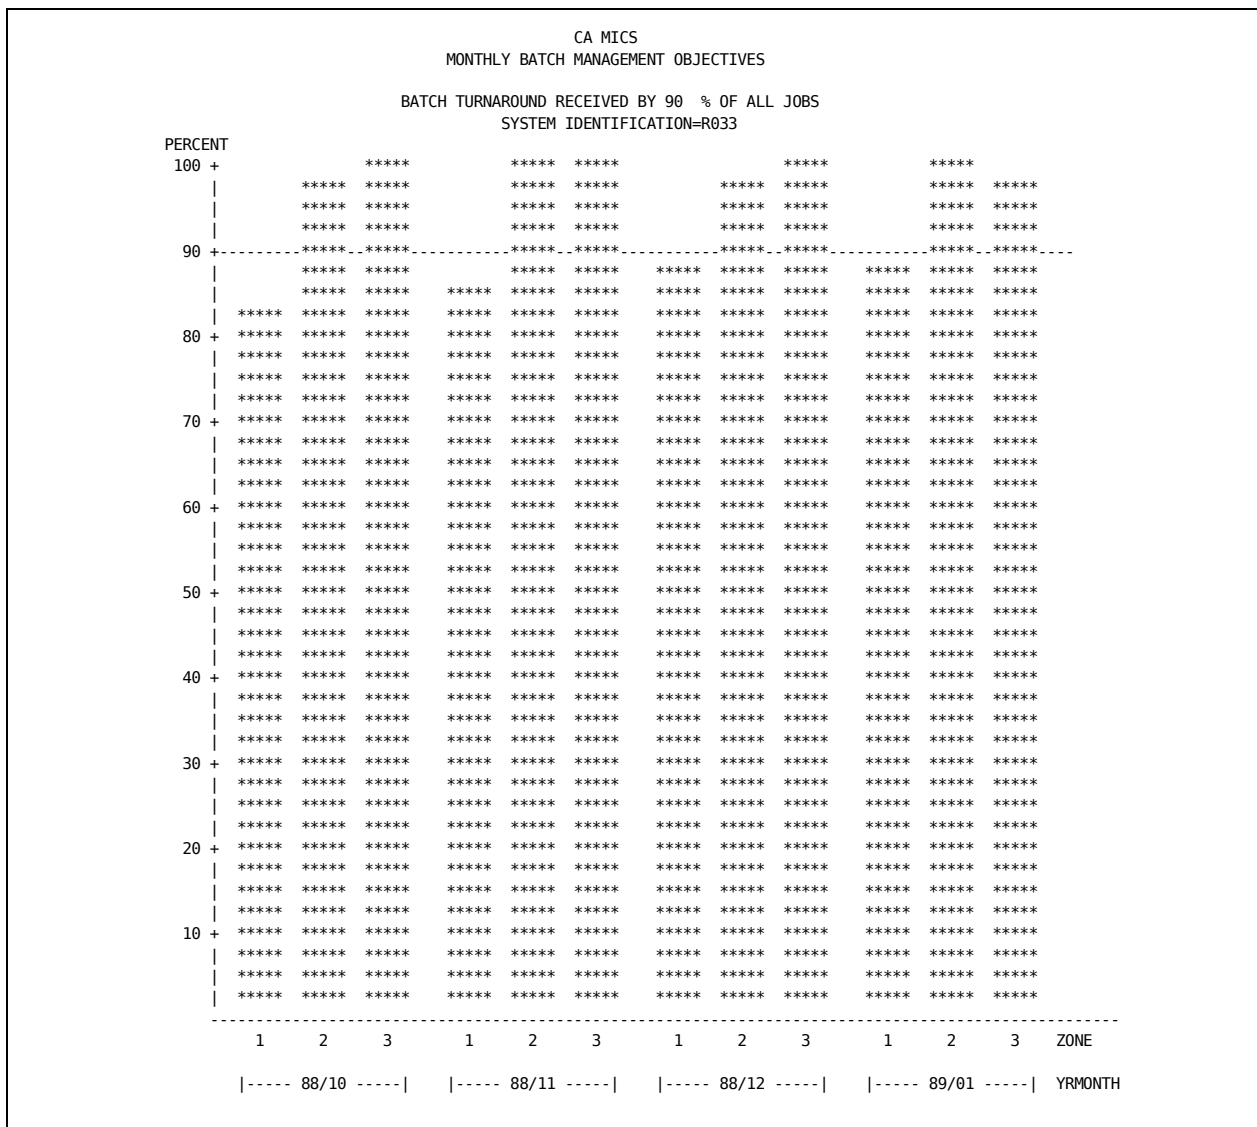 CA MICS
                               MONTHLY BATCH MANAGEMENT OBJECTIVES

                          BATCH TURNAROUND RECEIVED BY 90  % OF ALL JOBS
                                     SYSTEM IDENTIFICATION=R033
PERCENT
 100 +                *****           *****  *****                  *****           *****
     |         *****  *****           *****  *****           *****  *****           *****  *****
     |         *****  *****           *****  *****           *****  *****           *****  *****
     |         *****  *****           *****  *****           *****  *****           *****  *****
  90 +---------*****--*****-----------*****--*****-----------*****--*****-----------*****--*****----
     |         *****  *****           *****  *****    *****  *****  *****    *****  *****  *****
     |         *****  *****    *****  *****  *****    *****  *****  *****    *****  *****  *****
     |  *****  *****  *****    *****  *****  *****    *****  *****  *****    *****  *****  *****
  80 +  *****  *****  *****    *****  *****  *****    *****  *****  *****    *****  *****  *****
     |  *****  *****  *****    *****  *****  *****    *****  *****  *****    *****  *****  *****
     |  *****  *****  *****    *****  *****  *****    *****  *****  *****    *****  *****  *****
     |  *****  *****  *****    *****  *****  *****    *****  *****  *****    *****  *****  *****
  70 +  *****  *****  *****    *****  *****  *****    *****  *****  *****    *****  *****  *****
     |  *****  *****  *****    *****  *****  *****    *****  *****  *****    *****  *****  *****
     |  *****  *****  *****    *****  *****  *****    *****  *****  *****    *****  *****  *****
     |  *****  *****  *****    *****  *****  *****    *****  *****  *****    *****  *****  *****
  60 +  *****  *****  *****    *****  *****  *****    *****  *****  *****    *****  *****  *****
     |  *****  *****  *****    *****  *****  *****    *****  *****  *****    *****  *****  *****
     |  *****  *****  *****    *****  *****  *****    *****  *****  *****    *****  *****  *****
     |  *****  *****  *****    *****  *****  *****    *****  *****  *****    *****  *****  *****
  50 +  *****  *****  *****    *****  *****  *****    *****  *****  *****    *****  *****  *****
     |  *****  *****  *****    *****  *****  *****    *****  *****  *****    *****  *****  *****
     |  *****  *****  *****    *****  *****  *****    *****  *****  *****    *****  *****  *****
     |  *****  *****  *****    *****  *****  *****    *****  *****  *****    *****  *****  *****
  40 +  *****  *****  *****    *****  *****  *****    *****  *****  *****    *****  *****  *****
     |  *****  *****  *****    *****  *****  *****    *****  *****  *****    *****  *****  *****
     |  *****  *****  *****    *****  *****  *****    *****  *****  *****    *****  *****  *****
     |  *****  *****  *****    *****  *****  *****    *****  *****  *****    *****  *****  *****
  30 +  *****  *****  *****    *****  *****  *****    *****  *****  *****    *****  *****  *****
     |  *****  *****  *****    *****  *****  *****    *****  *****  *****    *****  *****  *****
     |  *****  *****  *****    *****  *****  *****    *****  *****  *****    *****  *****  *****
     |  *****  *****  *****    *****  *****  *****    *****  *****  *****    *****  *****  *****
  20 +  *****  *****  *****    *****  *****  *****    *****  *****  *****    *****  *****  *****
     |  *****  *****  *****    *****  *****  *****    *****  *****  *****    *****  *****  *****
     |  *****  *****  *****    *****  *****  *****    *****  *****  *****    *****  *****  *****
     |  *****  *****  *****    *****  *****  *****    *****  *****  *****    *****  *****  *****
  10 +  *****  *****  *****    *****  *****  *****    *****  *****  *****    *****  *****  *****
     |  *****  *****  *****    *****  *****  *****    *****  *****  *****    *****  *****  *****
     |  *****  *****  *****    *****  *****  *****    *****  *****  *****    *****  *****  *****
     |  *****  *****  *****    *****  *****  *****    *****  *****  *****    *****  *****  *****
     ----------------------------------------------------------------------------------------------------
          1      2      3        1      2      3        1      2      3        1      2      3    ZONE

        |----- 88/10 -----|    |----- 88/11 -----|    |----- 88/12 -----|    |----- 89/01 -----|  YRMONTH